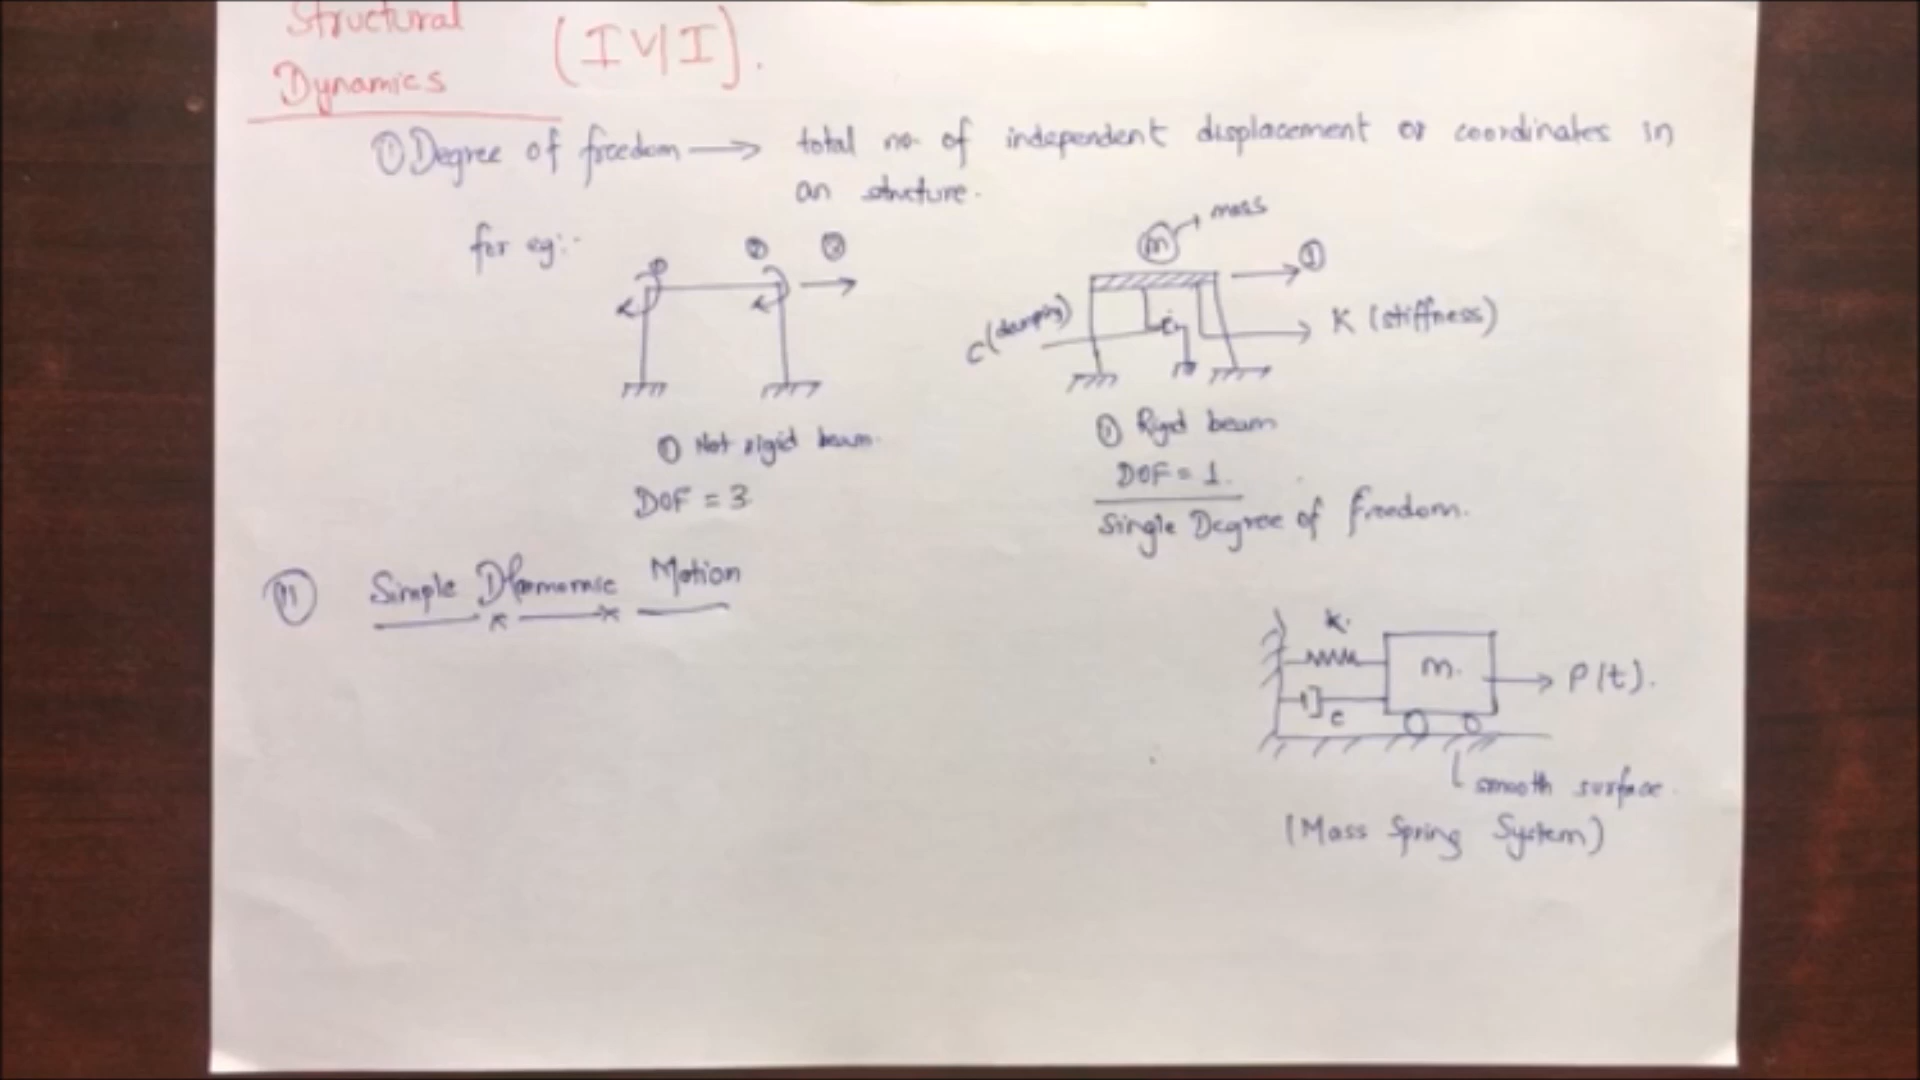 Structural
Dynamics
(IV/I).
① Degree of freedom → total no. of independent displacement or coordinates in
an structure.
for eg:-
①
②
③
m → mass
①
C (damping)
K (stiffness)
① Not rigid beam.
DOF = 3
① Rigid beam
DOF = 1.
Single Degree of freedom.
Simple Harmonic Motion
k.
m.
P(t).
c
smooth surface.
(Mass Spring System)